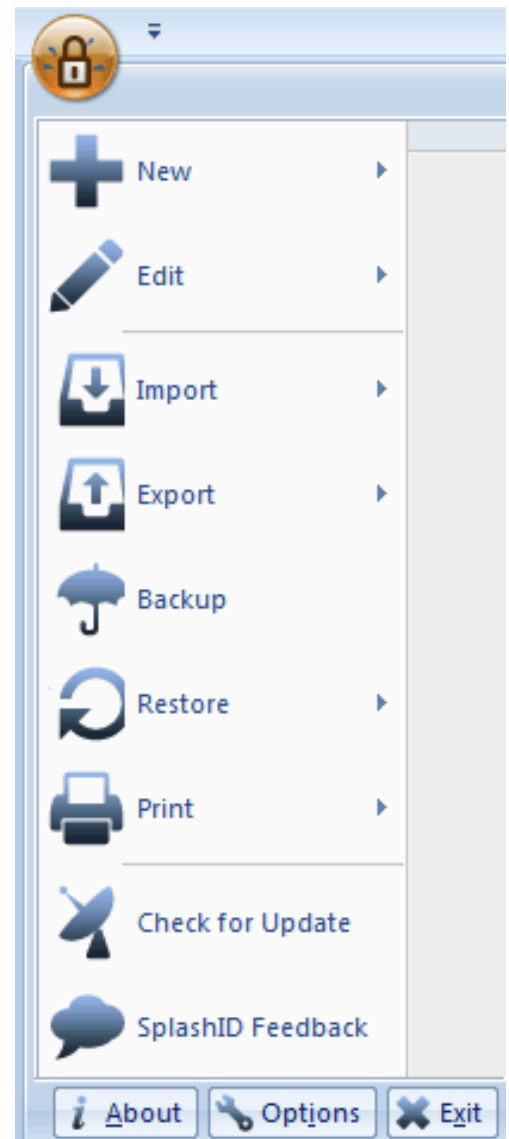 New
Edit
Import
Export
Backup
Restore
Print
Check for Update
SplashID Feedback
About Options Exit